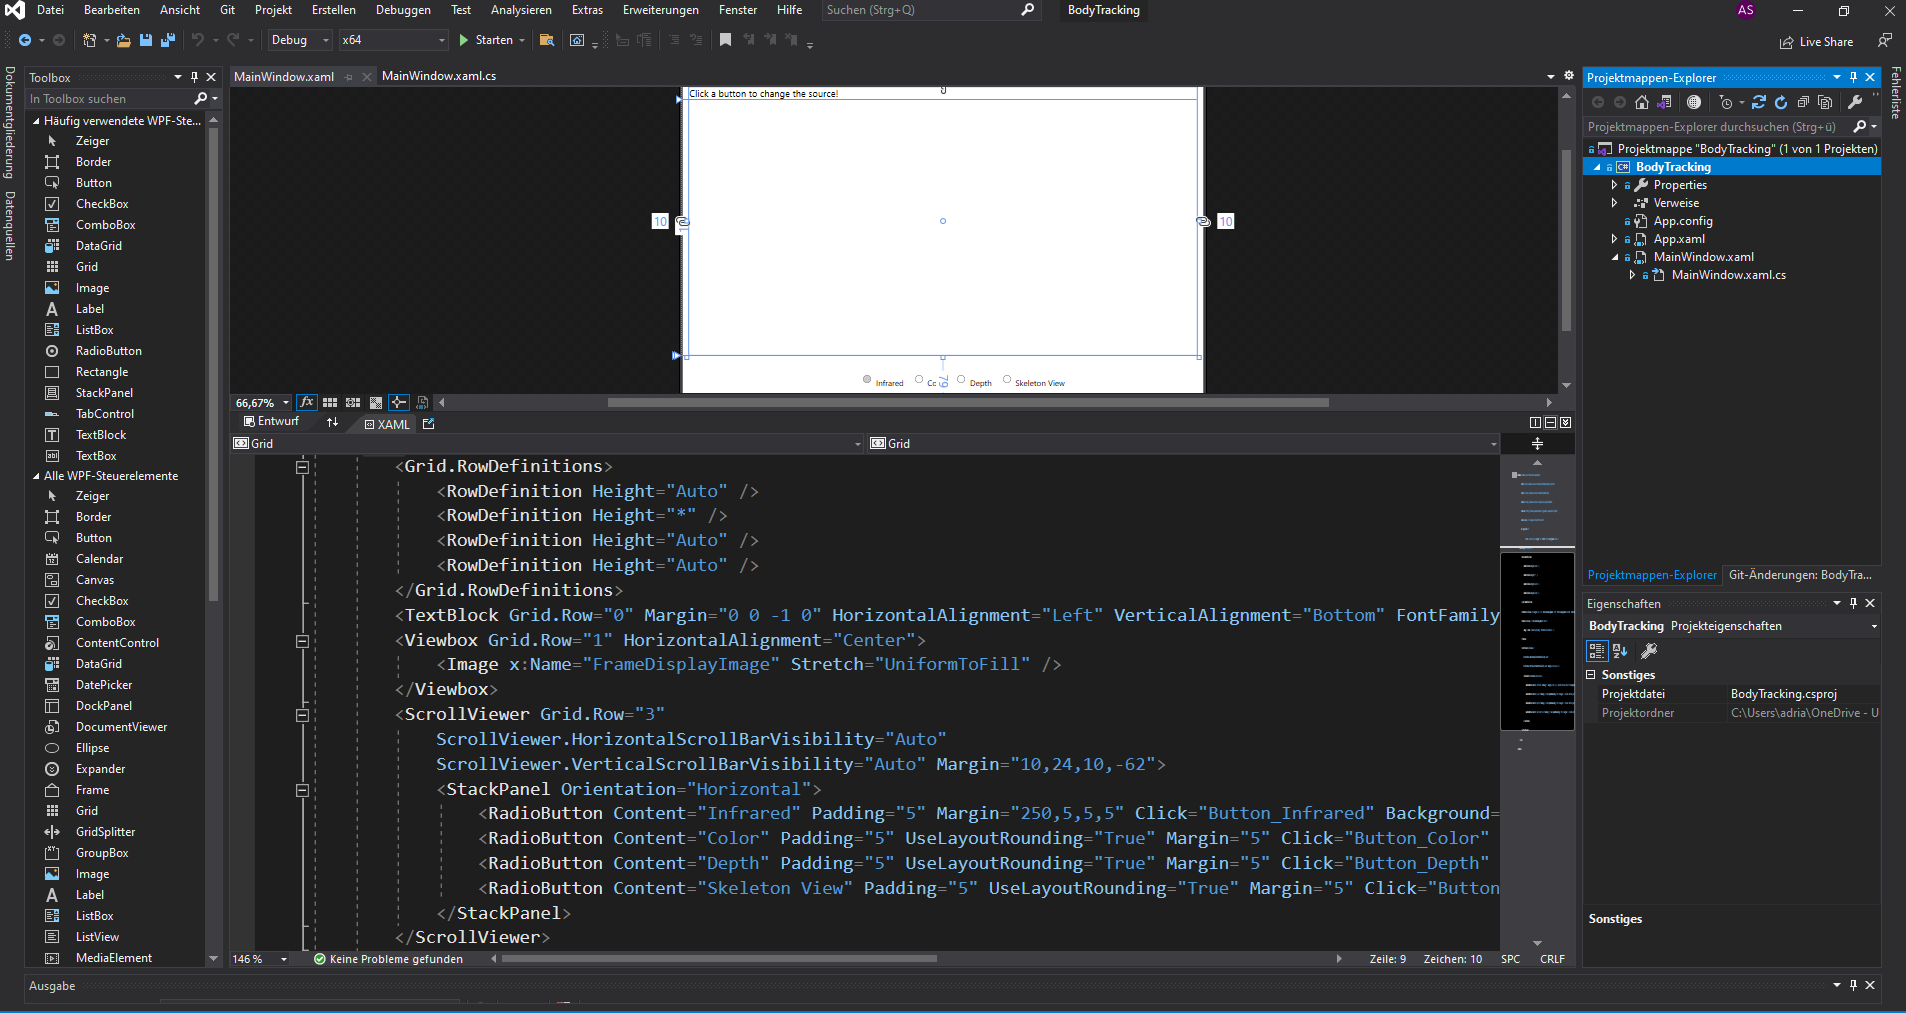 Datei Bearbeiten Ansicht Git Projekt Erstellen Debuggen Test Analysieren Extras Erweiterungen Fenster Hilfe Suchen (Strg+Q) BodyTracking AS
Debug x64 Starten Live Share
Dokumentgliederung
Datenquellen
Toolbox
In Toolbox suchen
Häufig verwendete WPF-Ste...
Zeiger
Border
Button
CheckBox
ComboBox
DataGrid
Grid
Image
Label
ListBox
RadioButton
Rectangle
StackPanel
TabControl
TextBlock
TextBox
Alle WPF-Steuerelemente
Zeiger
Border
Button
Calendar
Canvas
CheckBox
ComboBox
ContentControl
DataGrid
DatePicker
DockPanel
DocumentViewer
Ellipse
Expander
Frame
Grid
GridSplitter
GroupBox
Image
Label
ListBox
ListView
MediaElement
MainWindow.xaml MainWindow.xaml.cs
Click a button to change the source!
10 10
79
Infrared Co Depth Skeleton View
66,67% fx
Entwurf XAML
Grid Grid
<Grid.RowDefinitions>
<RowDefinition Height="Auto" />
<RowDefinition Height="*" />
<RowDefinition Height="Auto" />
<RowDefinition Height="Auto" />
</Grid.RowDefinitions>
<TextBlock Grid.Row="0" Margin="0 0 -1 0" HorizontalAlignment="Left" VerticalAlignment="Bottom" FontFamily
<Viewbox Grid.Row="1" HorizontalAlignment="Center">
<Image x:Name="FrameDisplayImage" Stretch="UniformToFill" />
</Viewbox>
<ScrollViewer Grid.Row="3"
ScrollViewer.HorizontalScrollBarVisibility="Auto"
ScrollViewer.VerticalScrollBarVisibility="Auto" Margin="10,24,10,-62">
<StackPanel Orientation="Horizontal">
<RadioButton Content="Infrared" Padding="5" Margin="250,5,5,5" Click="Button_Infrared" Background=
<RadioButton Content="Color" Padding="5" UseLayoutRounding="True" Margin="5" Click="Button_Color"
<RadioButton Content="Depth" Padding="5" UseLayoutRounding="True" Margin="5" Click="Button_Depth"
<RadioButton Content="Skeleton View" Padding="5" UseLayoutRounding="True" Margin="5" Click="Button
</StackPanel>
</ScrollViewer>
146 % Keine Probleme gefunden Zeile: 9 Zeichen: 10 SPC CRLF
Projektmappen-Explorer
Projektmappen-Explorer durchsuchen (Strg+ü)
Projektmappe "BodyTracking" (1 von 1 Projekten)
C# BodyTracking
Properties
Verweise
App.config
App.xaml
MainWindow.xaml
MainWindow.xaml.cs
Projektmappen-Explorer Git-Änderungen: BodyTra...
Eigenschaften
BodyTracking Projekteigenschaften
Sonstiges
Projektdatei BodyTracking.csproj
Projektordner C:\Users\adria\OneDrive - U
Sonstiges
Fehlerliste
Ausgabe